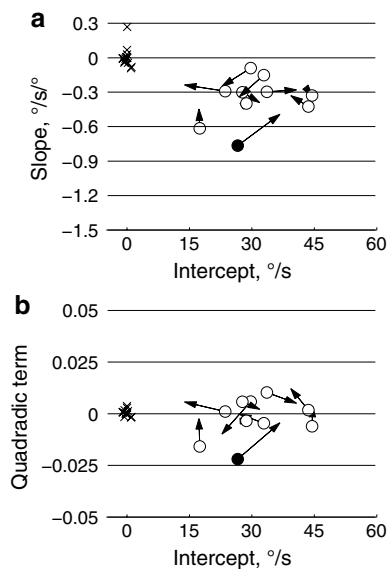 a
0.3
0
−0.3
−0.6
−0.9
−1.2
−1.5
Slope, °/s/°
0 15 30 45 60
Intercept, °/s
b
0.05
0.025
0
−0.025
−0.05
Quadradic term
0 15 30 45 60
Intercept, °/s